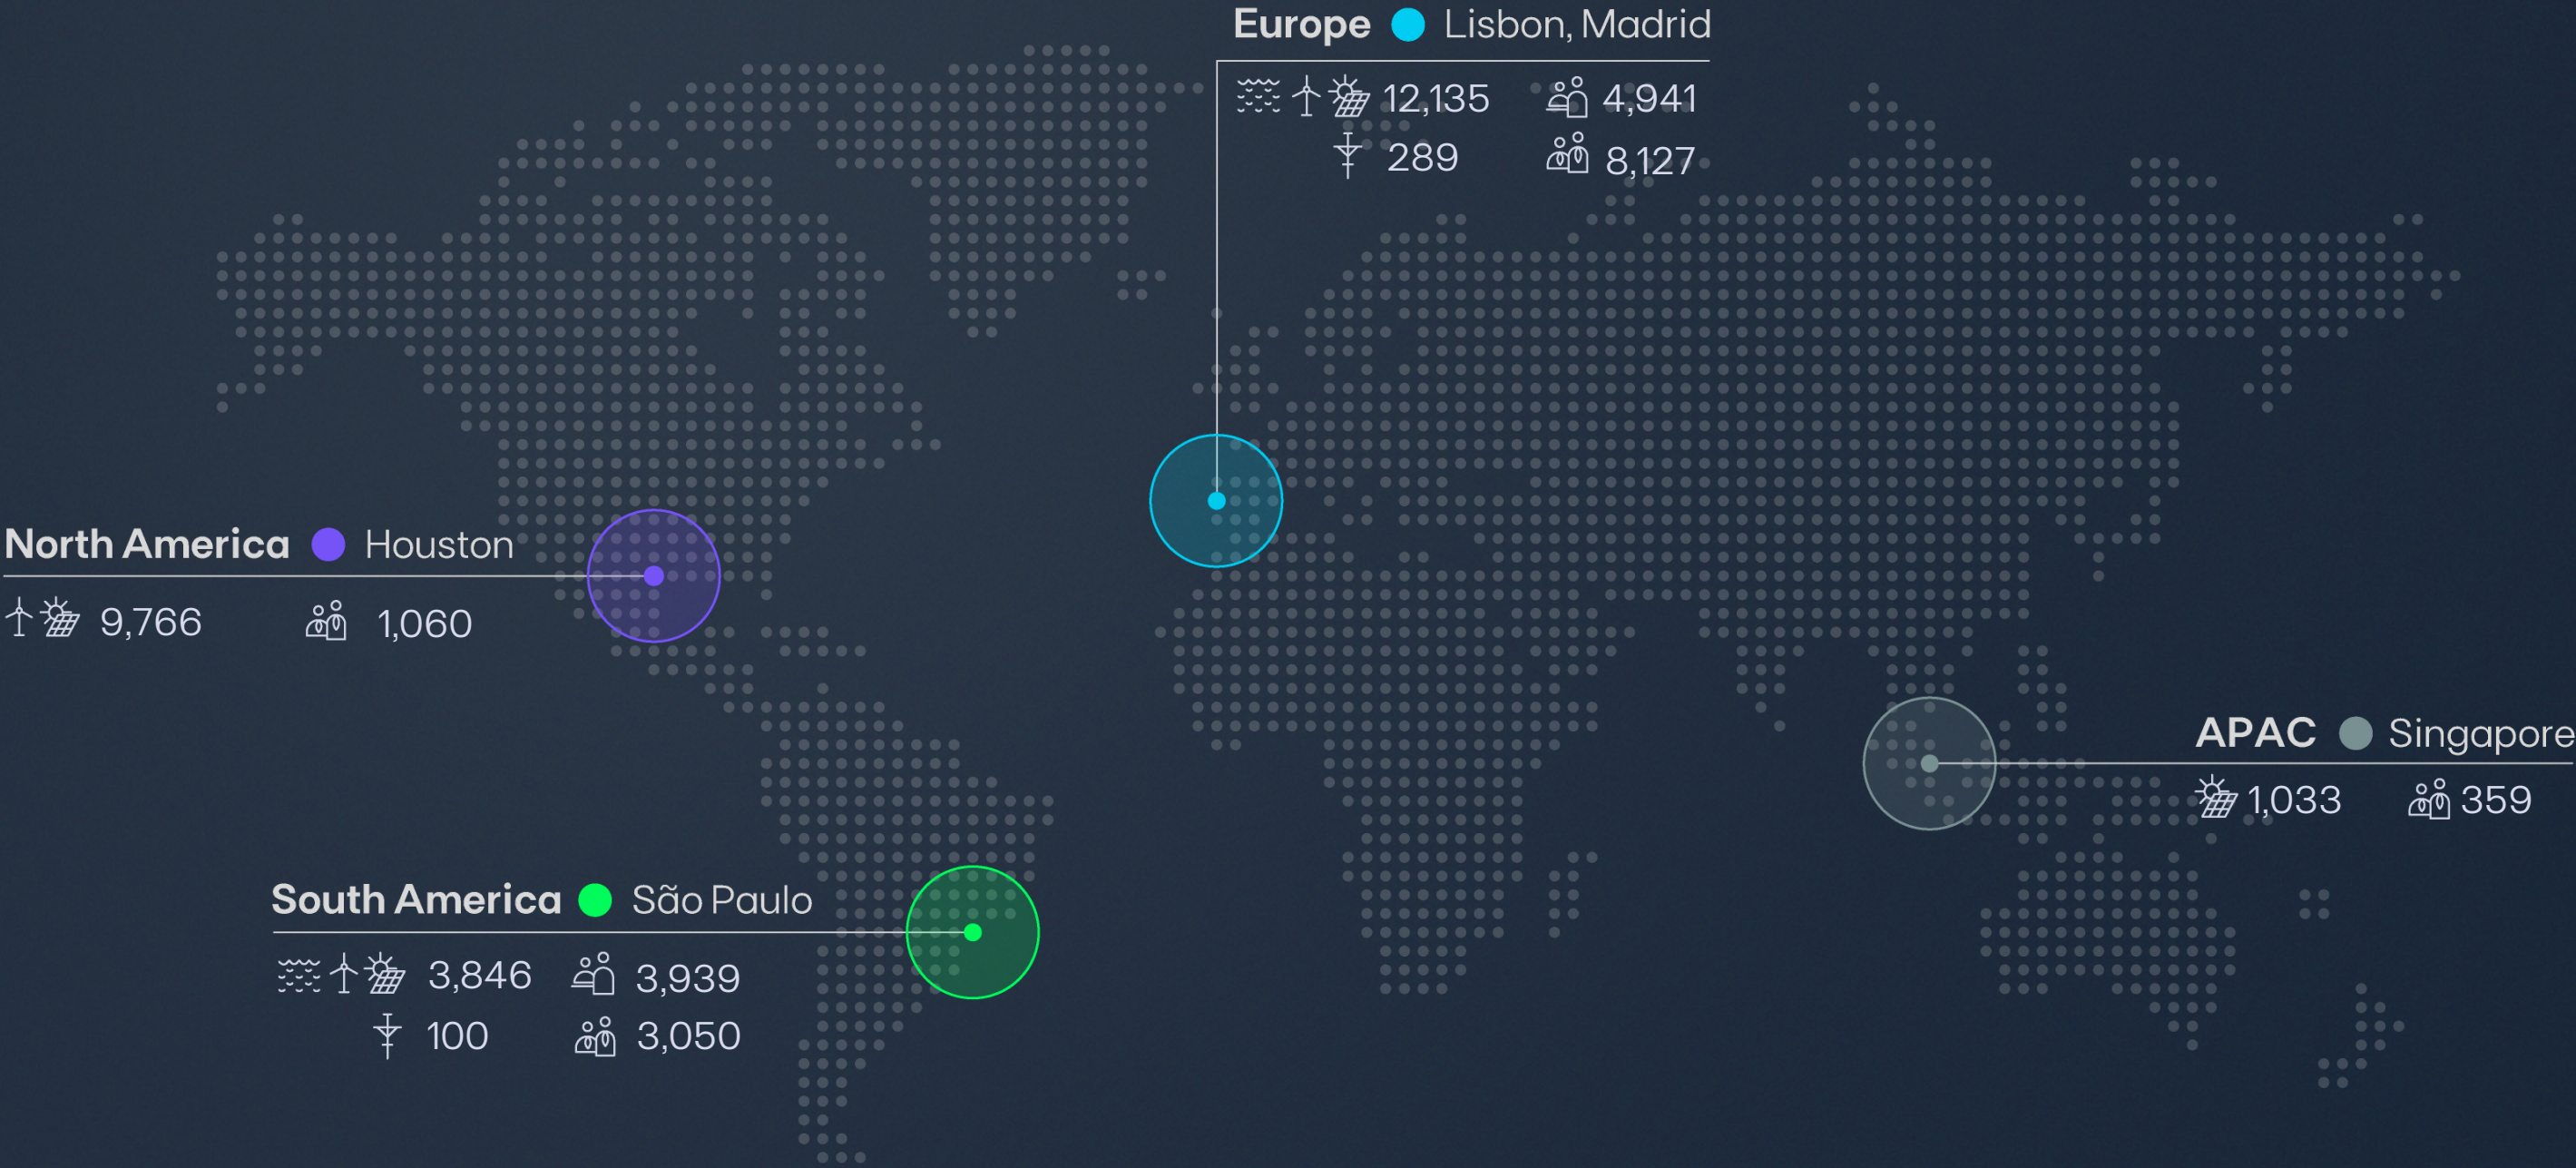 Europe Lisbon, Madrid
12,135 4,941
289 8,127
North America Houston
9,766 1,060
APAC Singapore
1,033 359
South America São Paulo
3,846 3,939
100 3,050